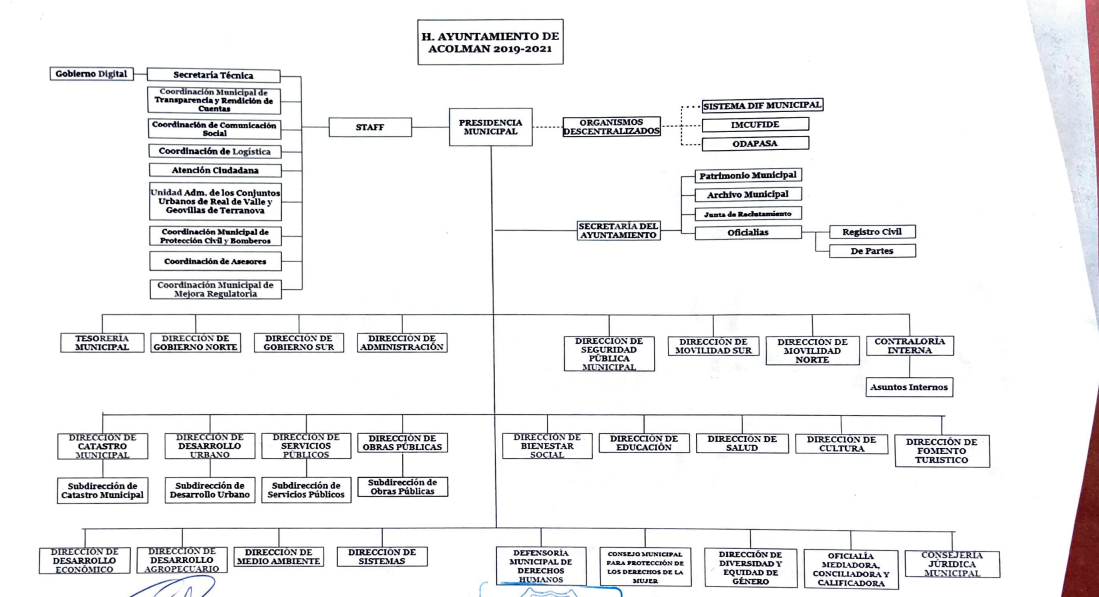 H. AYUNTAMIENTO DE
ACOLMAN 2019-2021
Gobierno Digital
Secretaría Técnica
Coordinación Municipal de
Transparencia y Rendición de
Cuentas
Coordinación de Comunicación
Social
Coordinación de Logística
Atención Ciudadana
Unidad Adm. de los Conjuntos
Urbanos de Real de Valle y
Geovillas de Terranova
Coordinación Municipal de
Protección Civil y Bomberos
Coordinación de Asesores
Coordinación Municipal de
Mejora Regulatoria
STAFF
PRESIDENCIA
MUNICIPAL
ORGANISMOS
DESCENTRALIZADOS
SISTEMA DIF MUNICIPAL
IMCUFIDE
ODAPASA
SECRETARÍA DEL
AYUNTAMIENTO
Patrimonio Municipal
Archivo Municipal
Junta de Reclutamiento
Oficialias
Registro Civil
De Partes
TESORERÍA
MUNICIPAL
DIRECCIÓN DE
GOBIERNO NORTE
DIRECCIÓN DE
GOBIERNO SUR
DIRECCIÓN DE
ADMINISTRACIÓN
DIRECCIÓN DE
SEGURIDAD
PÚBLICA
MUNICIPAL
DIRECCIÓN DE
MOVILIDAD SUR
DIRECCIÓN DE
MOVILIDAD
NORTE
CONTRALORÍA
INTERNA
Asuntos Internos
DIRECCIÓN DE
CATASTRO
MUNICIPAL
DIRECCIÓN DE
DESARROLLO
URBANO
DIRECCIÓN DE
SERVICIOS
PÚBLICOS
DIRECCIÓN DE
OBRAS PÚBLICAS
DIRECCIÓN DE
BIENESTAR
SOCIAL
DIRECCIÓN DE
EDUCACIÓN
DIRECCIÓN DE
SALUD
DIRECCIÓN DE
CULTURA
DIRECCIÓN DE
FOMENTO
TURISTICO
Subdirección de
Catastro Municipal
Subdirección de
Desarrollo Urbano
Subdirección de
Servicios Públicos
Subdirección de
Obras Públicas
DIRECCIÓN DE
DESARROLLO
ECONÓMICO
DIRECCIÓN DE
DESARROLLO
AGROPECUARIO
DIRECCIÓN DE
MEDIO AMBIENTE
DIRECCIÓN DE
SISTEMAS
DEFENSORÍA
MUNICIPAL DE
DERECHOS
HUMANOS
CONSEJO MUNICIPAL
PARA PROTECCIÓN DE
LOS DERECHOS DE LA
MUJER
DIRECCIÓN DE
DIVERSIDAD Y
EQUIDAD DE
GÉNERO
OFICIALÍA
MEDIADORA,
CONCILIADORA Y
CALIFICADORA
CONSEJERÍA
JÚRIDICA
MUNICIPAL